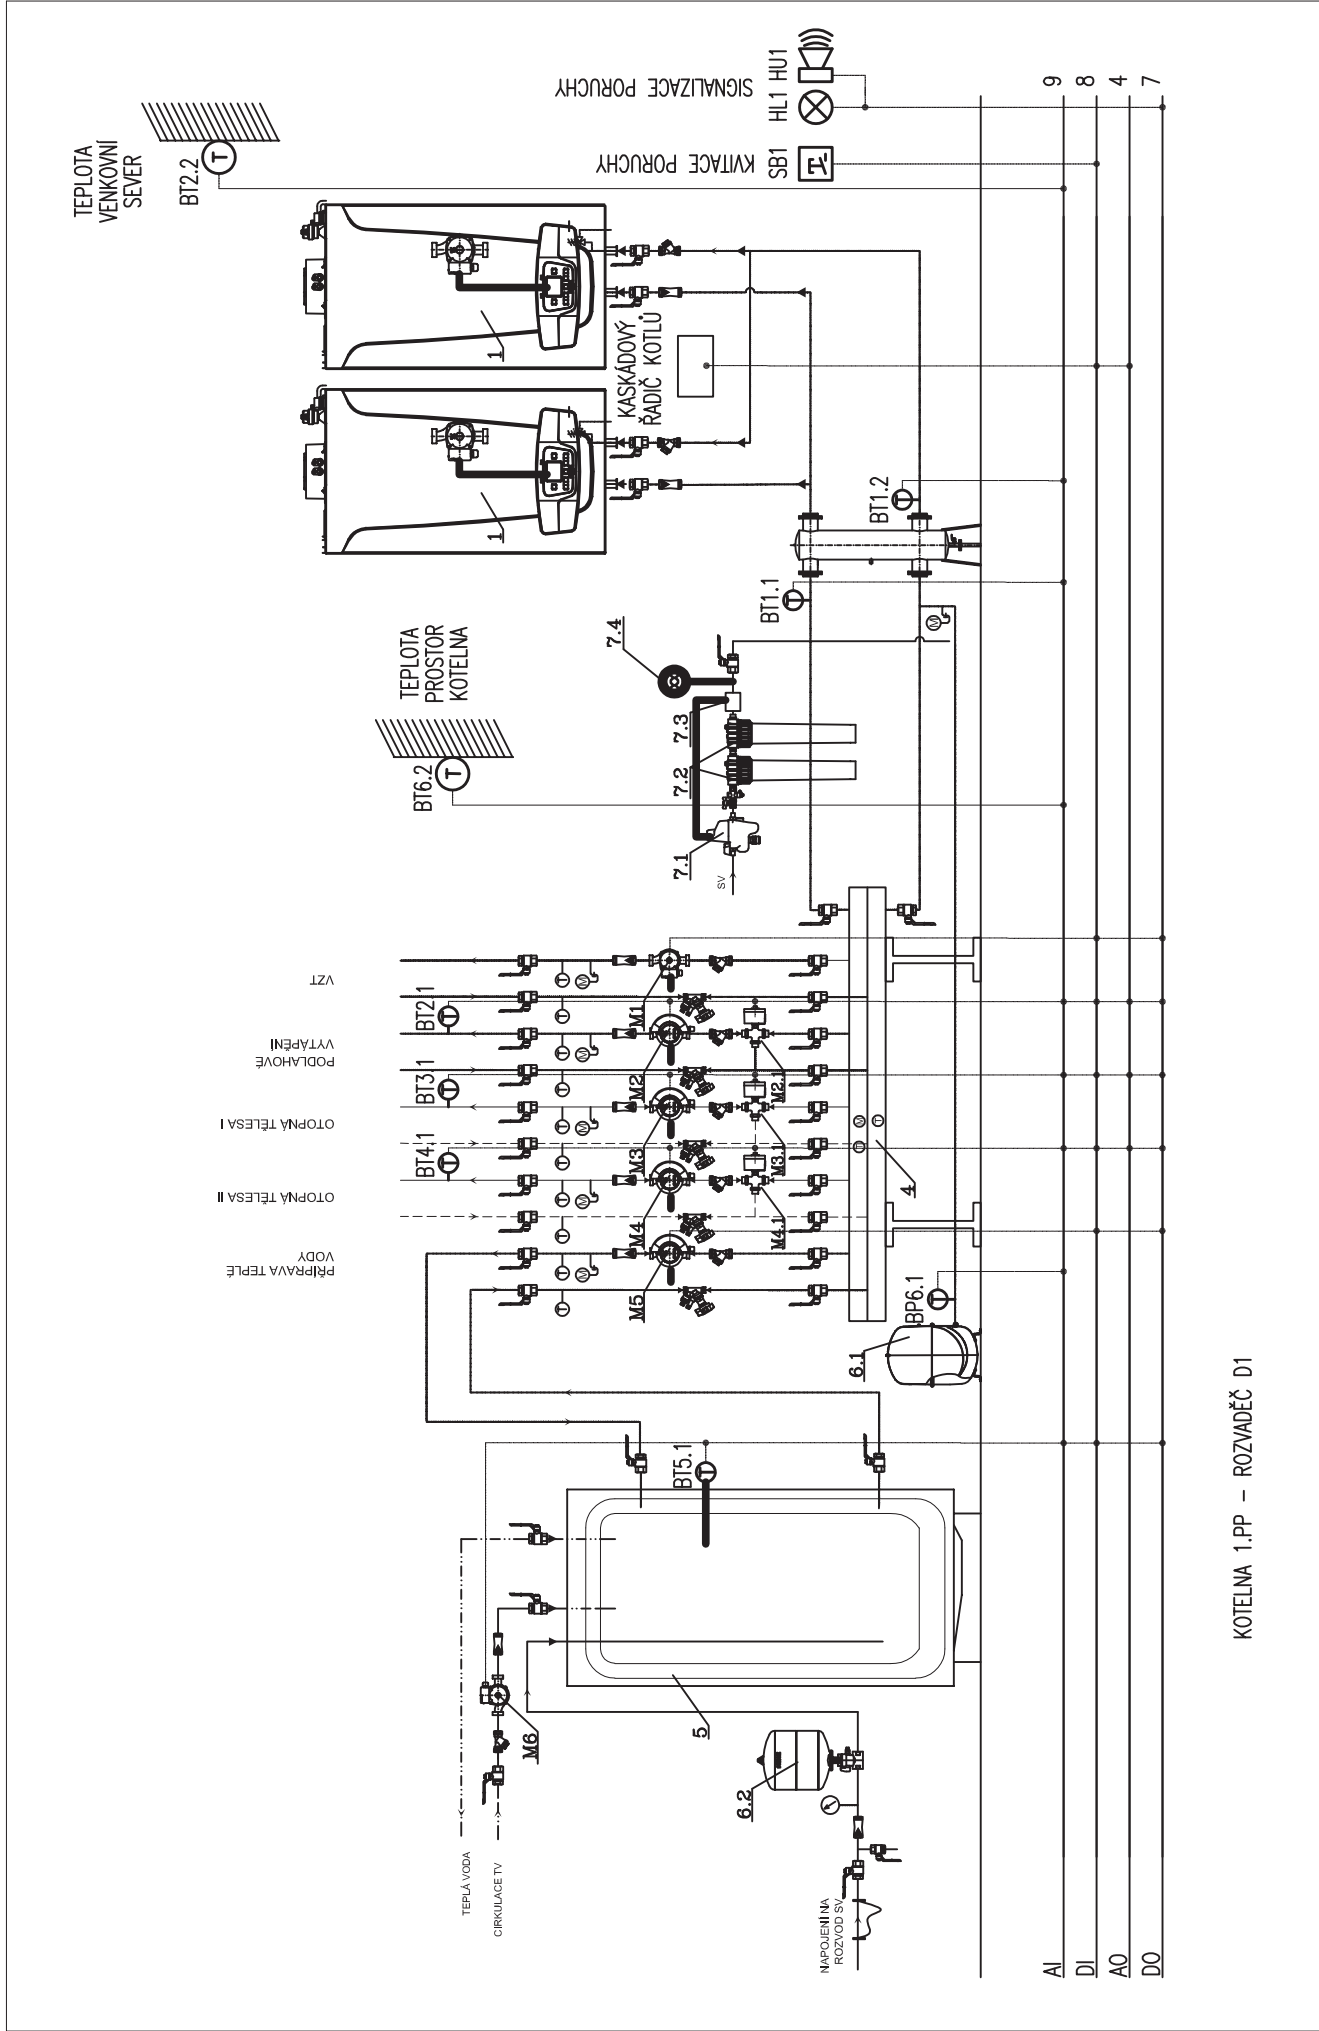 TEPLÁ VODA
CIRKULACE TV
M6
NAPOJENÍ NA
ROZVOD SV
6.2
5
BT5.1
PŘÍPRAVA TEPLÉ
VODY
OTOPNÁ TĚLESA II
OTOPNÁ TĚLESA I
PODLAHOVÉ
VYTÁPĚNÍ
VZT
BT4.1
BT3.1
BT2.1
T
T
T
T
T
T
T
T
T
T
T
T
T
T
M
M
M
M
M
M5
M4
M3
M2
M1
M4.1
M3.1
M2.1
T
M
T
4
6.1
BP6.1
T
TEPLOTA
PROSTOR
KOTELNA
BT6.2
T
SV
7.1
7.2
7.3
7.4
M
BT1.1
T
BT1.2
T
1
1
KASKÁDOVÝ
ŘADIČ KOTLŮ
TEPLOTA
VENKOVNÍ
SEVER
BT2.2
T
KVITACE PORUCHY
SB1
SIGNALIZACE PORUCHY
HL1 HU1
AI 9
DI 8
AO 4
DO 7
KOTELNA 1.PP – ROZVADĚČ D1